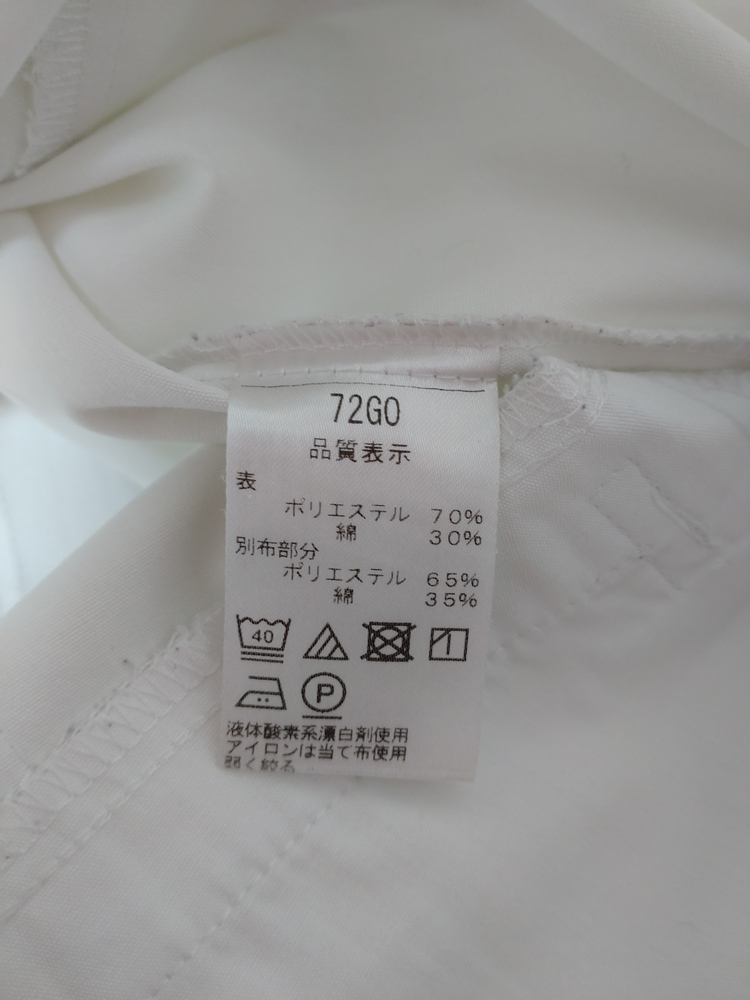 72GO
品質表示
表
ポリエステル 70%
綿 30%
別布部分
ポリエステル 65%
綿 35%
40
P
液体酸素系漂白剤使用
アイロンは当て布使用
弱く絞る